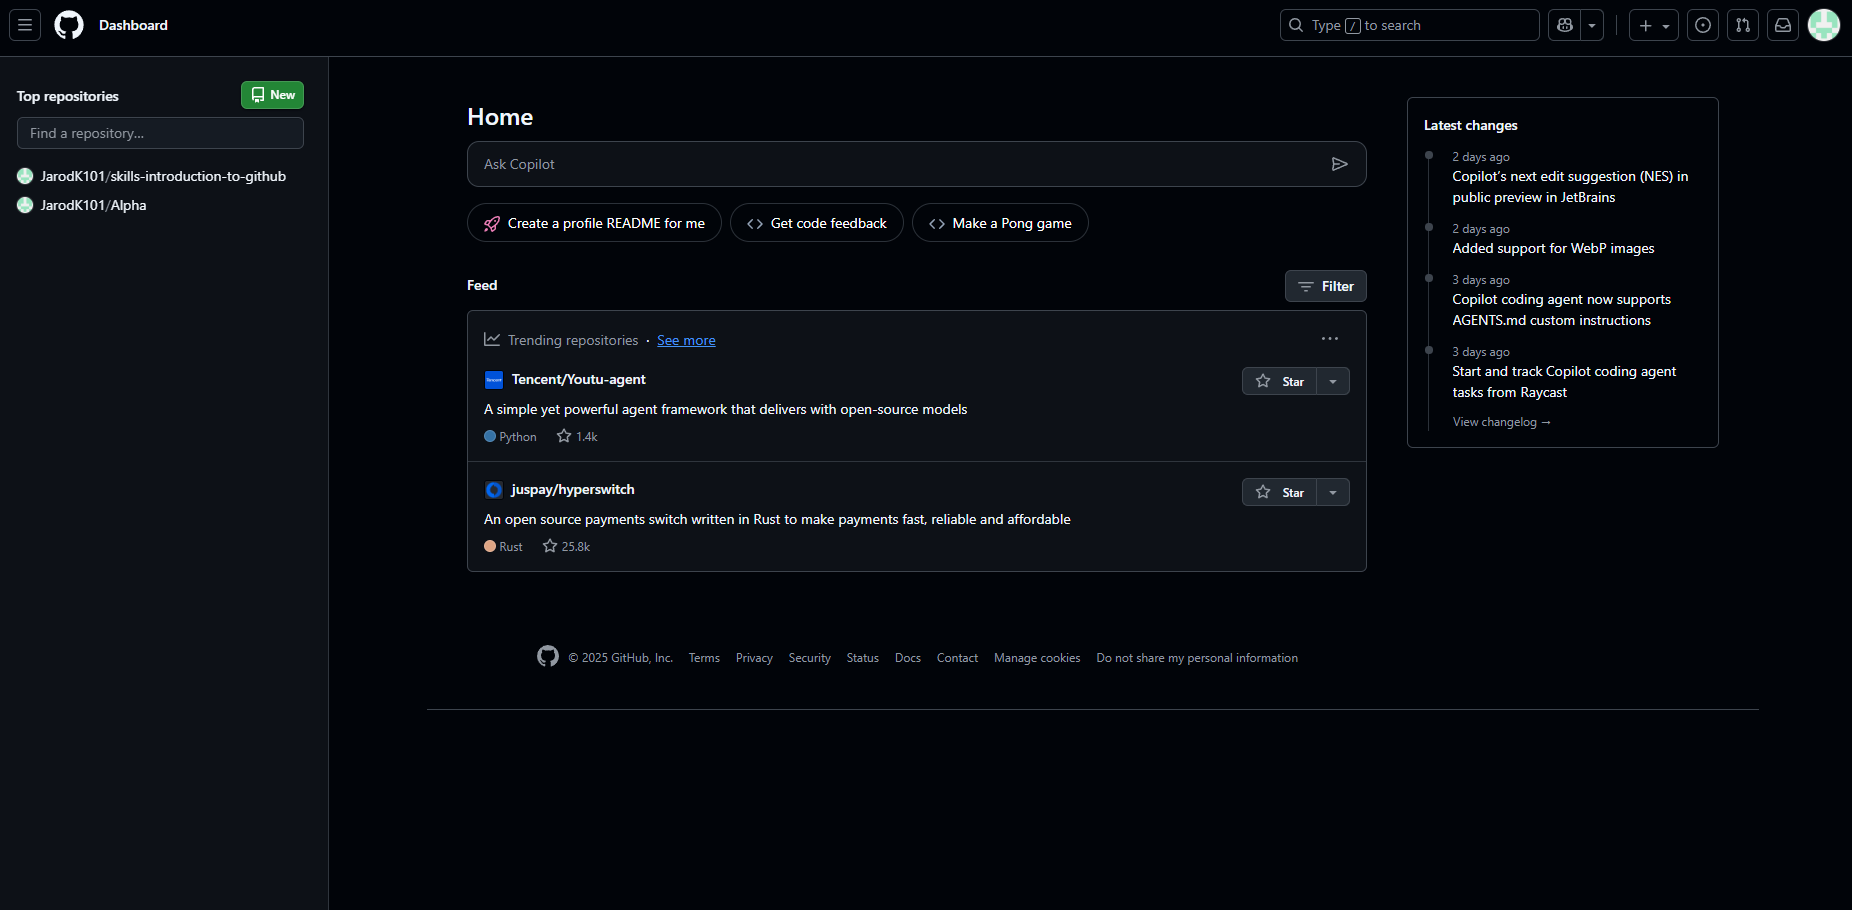 Dashboard
Type / to search
Top repositories
New
Find a repository...
JarodK101/skills-introduction-to-github
JarodK101/Alpha
Home
Ask Copilot
Create a profile README for me
Get code feedback
Make a Pong game
Feed
Filter
Trending repositories · See more
Tencent/Youtu-agent
Star
A simple yet powerful agent framework that delivers with open-source models
Python 1.4k
juspay/hyperswitch
Star
An open source payments switch written in Rust to make payments fast, reliable and affordable
Rust 25.8k
Latest changes
2 days ago
Copilot’s next edit suggestion (NES) in
public preview in JetBrains
2 days ago
Added support for WebP images
3 days ago
Copilot coding agent now supports
AGENTS.md custom instructions
3 days ago
Start and track Copilot coding agent
tasks from Raycast
View changelog →
© 2025 GitHub, Inc. Terms Privacy Security Status Docs Contact Manage cookies Do not share my personal information